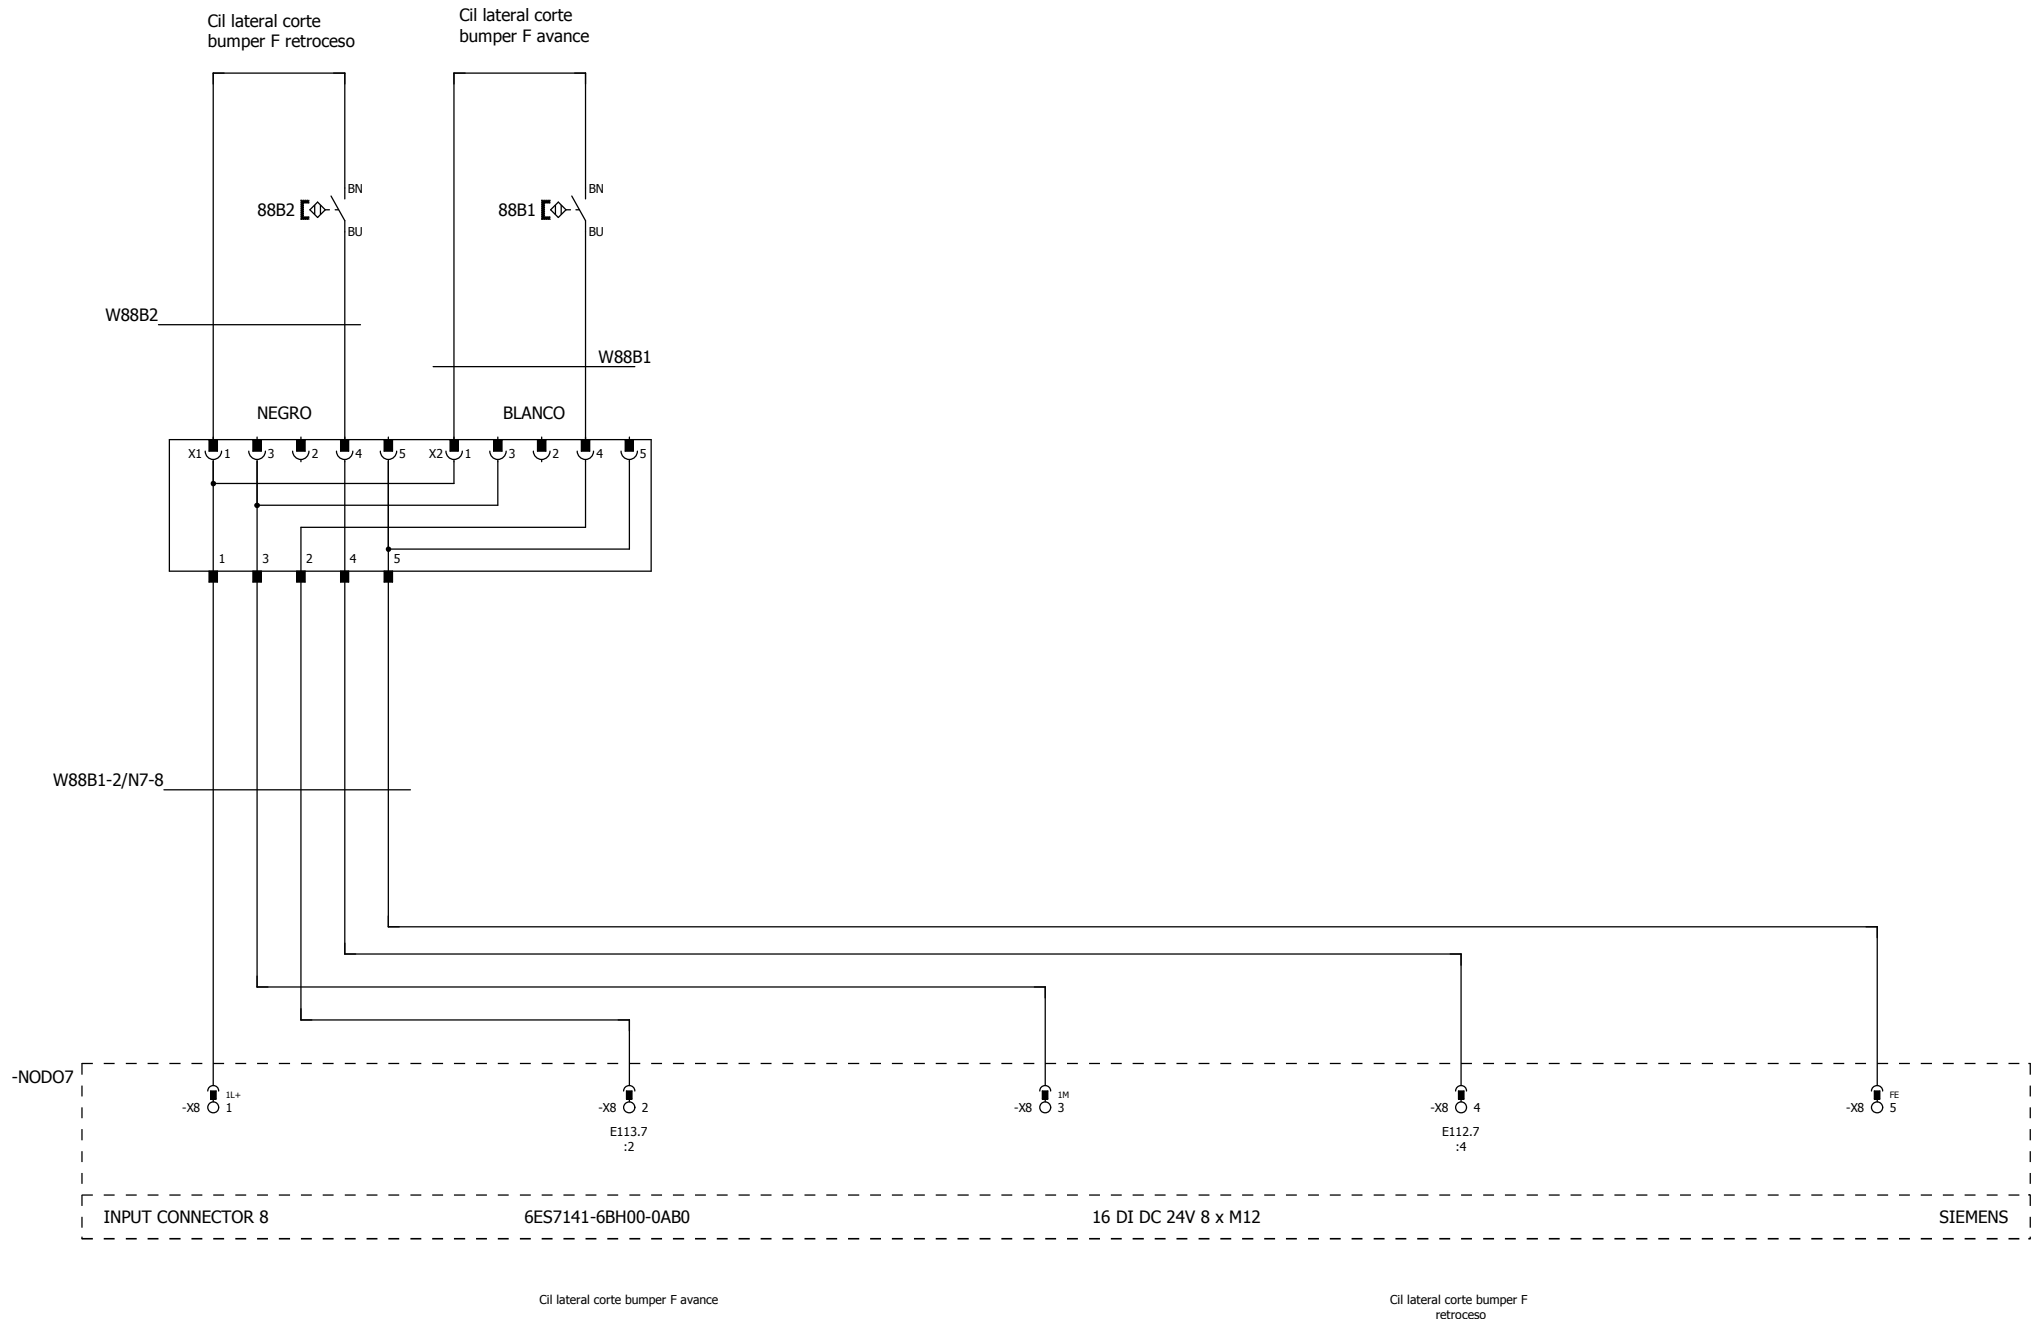 Cil lateral corte
bumper F retroceso
Cil lateral corte
bumper F avance
BN
88B2
BU
BN
88B1
BU
W88B2
W88B1
NEGRO
BLANCO
X1 1 3 2 4 5 X2 1 3 2 4 5
1 3 2 4 5
W88B1-2/N7-8
-NODO7
1L+
-X8 1
-X8 2
E113.7
:2
1M
-X8 3
-X8 4
E112.7
:4
FE
-X8 5
INPUT CONNECTOR 8
6ES7141-6BH00-0AB0
16 DI DC 24V 8 x M12
SIEMENS
Cil lateral corte bumper F avance
Cil lateral corte bumper F
retroceso